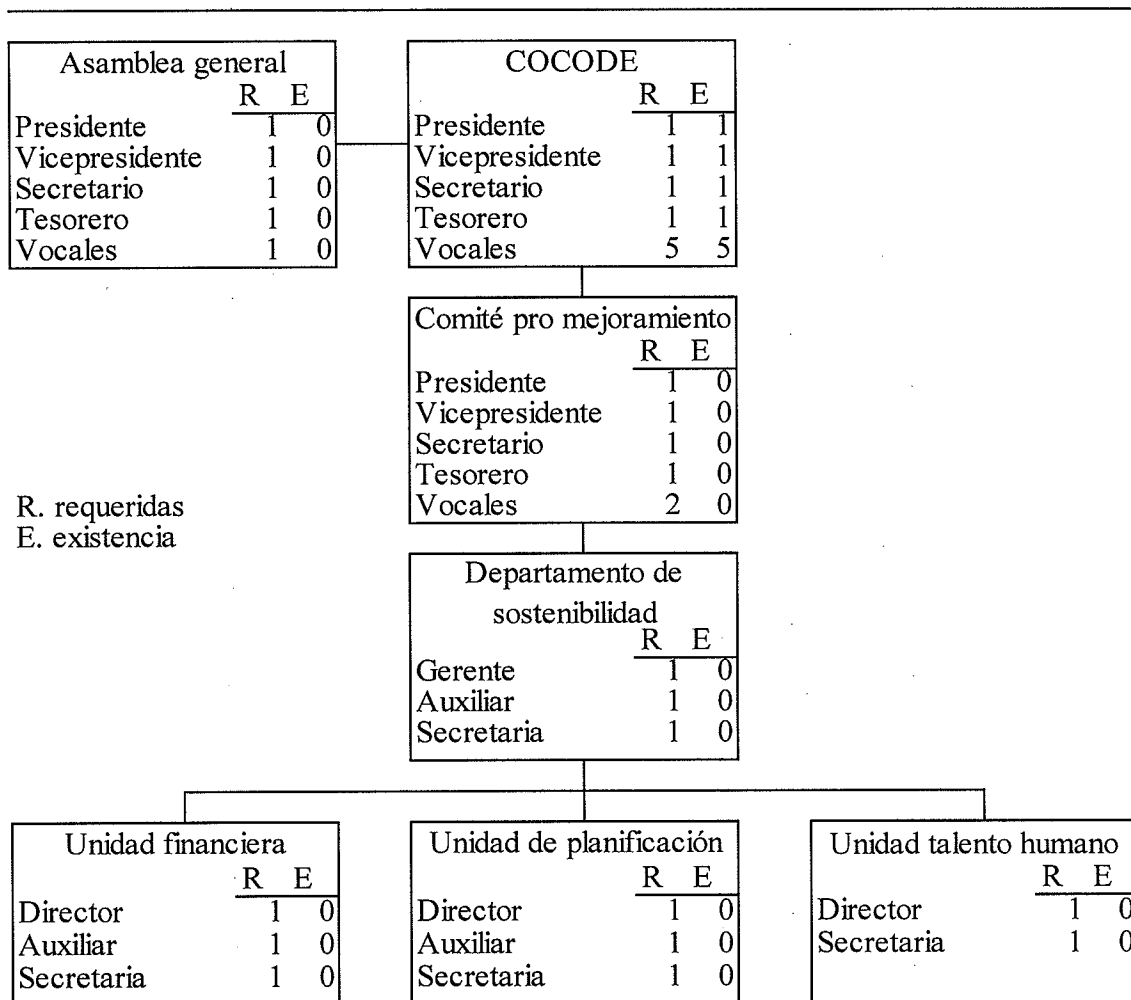 Asamblea general
R E
Presidente 1 0
Vicepresidente 1 0
Secretario 1 0
Tesorero 1 0
Vocales 1 0
COCODE
R E
Presidente 1 1
Vicepresidente 1 1
Secretario 1 1
Tesorero 1 1
Vocales 5 5
Comité pro mejoramiento
R E
Presidente 1 0
Vicepresidente 1 0
Secretario 1 0
Tesorero 1 0
Vocales 2 0
R. requeridas
E. existencia
Departamento de
sostenibilidad
R E
Gerente 1 0
Auxiliar 1 0
Secretaria 1 0
Unidad financiera
R E
Director 1 0
Auxiliar 1 0
Secretaria 1 0
Unidad de planificación
R E
Director 1 0
Auxiliar 1 0
Secretaria 1 0
Unidad talento humano
R E
Director 1 0
Secretaria 1 0